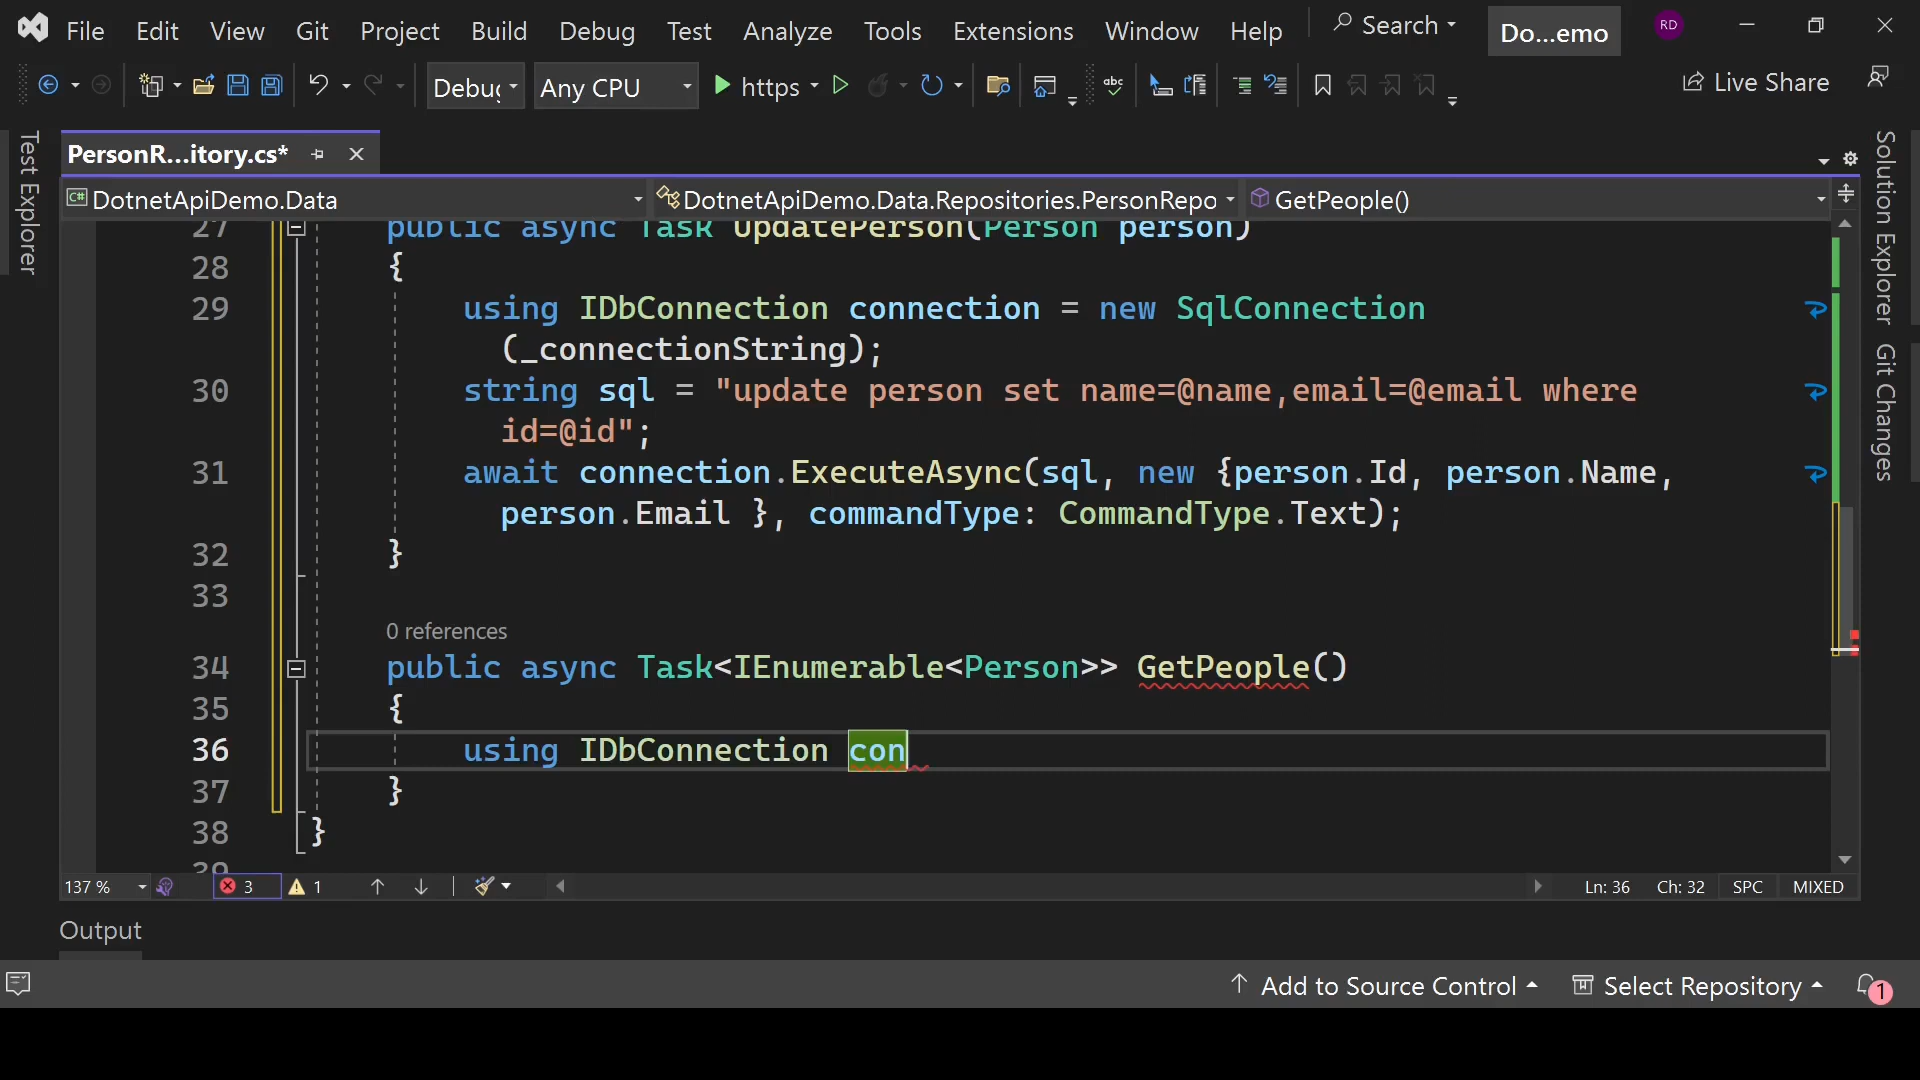 File Edit View Git Project Build Debug Test Analyze Tools Extensions Window Help Search Do...emo RD
Debug Any CPU https abc Live Share
Test Explorer
PersonR...itory.cs*
DotnetApiDemo.Data DotnetApiDemo.Data.Repositories.PersonRepo GetPeople()
27 public async Task UpdatePerson(Person person)
28 {
29 using IDbConnection connection = new SqlConnection
(_connectionString);
30 string sql = "update person set name=@name,email=@email where
id=@id";
31 await connection.ExecuteAsync(sql, new {person.Id, person.Name,
person.Email }, commandType: CommandType.Text);
32 }
33
0 references
34 public async Task<IEnumerable<Person>> GetPeople()
35 {
36 using IDbConnection con
37 }
38 }
39
Solution Explorer
Git Changes
137 % 3 1 Ln: 36 Ch: 32 SPC MIXED
Output
Add to Source Control Select Repository 1